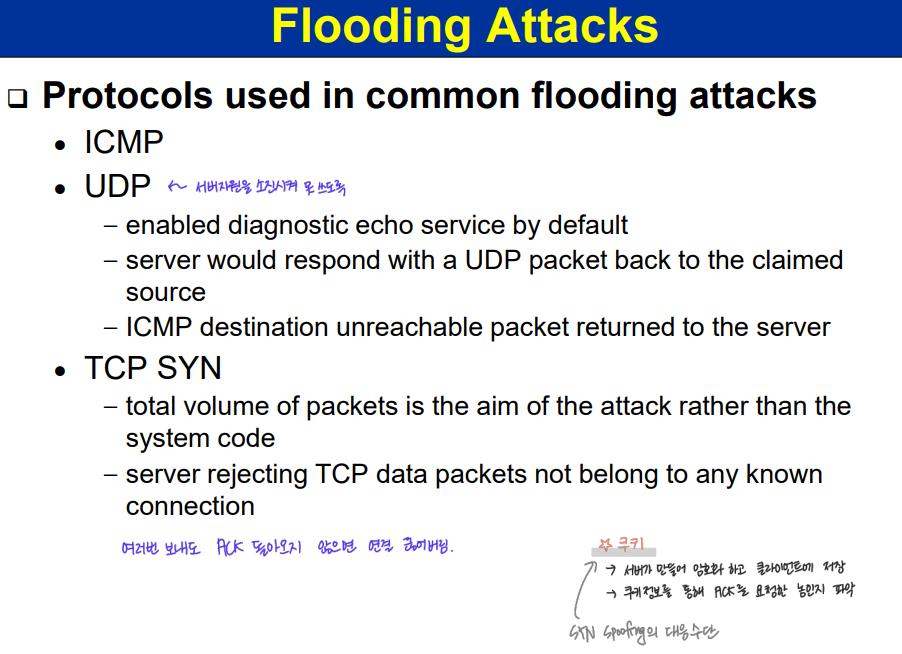 Flooding Attacks
❑ Protocols used in common flooding attacks
• ICMP
• UDP ← 서버자원을 소진시켜 못 쓰도록
– enabled diagnostic echo service by default
– server would respond with a UDP packet back to the claimed
source
– ICMP destination unreachable packet returned to the server
• TCP SYN
– total volume of packets is the aim of the attack rather than the
system code
– server rejecting TCP data packets not belong to any known
connection
여러번 보내도 ACK 돌아오지 않으면 연결 끊어버림.
☆ 쿠키
→ 서버가 만들어 암호화 하고 클라이언트에 저장
→ 쿠키정보를 통해 ACK를 요청한 놈인지 파악
SYN Spoofing의 대응수단